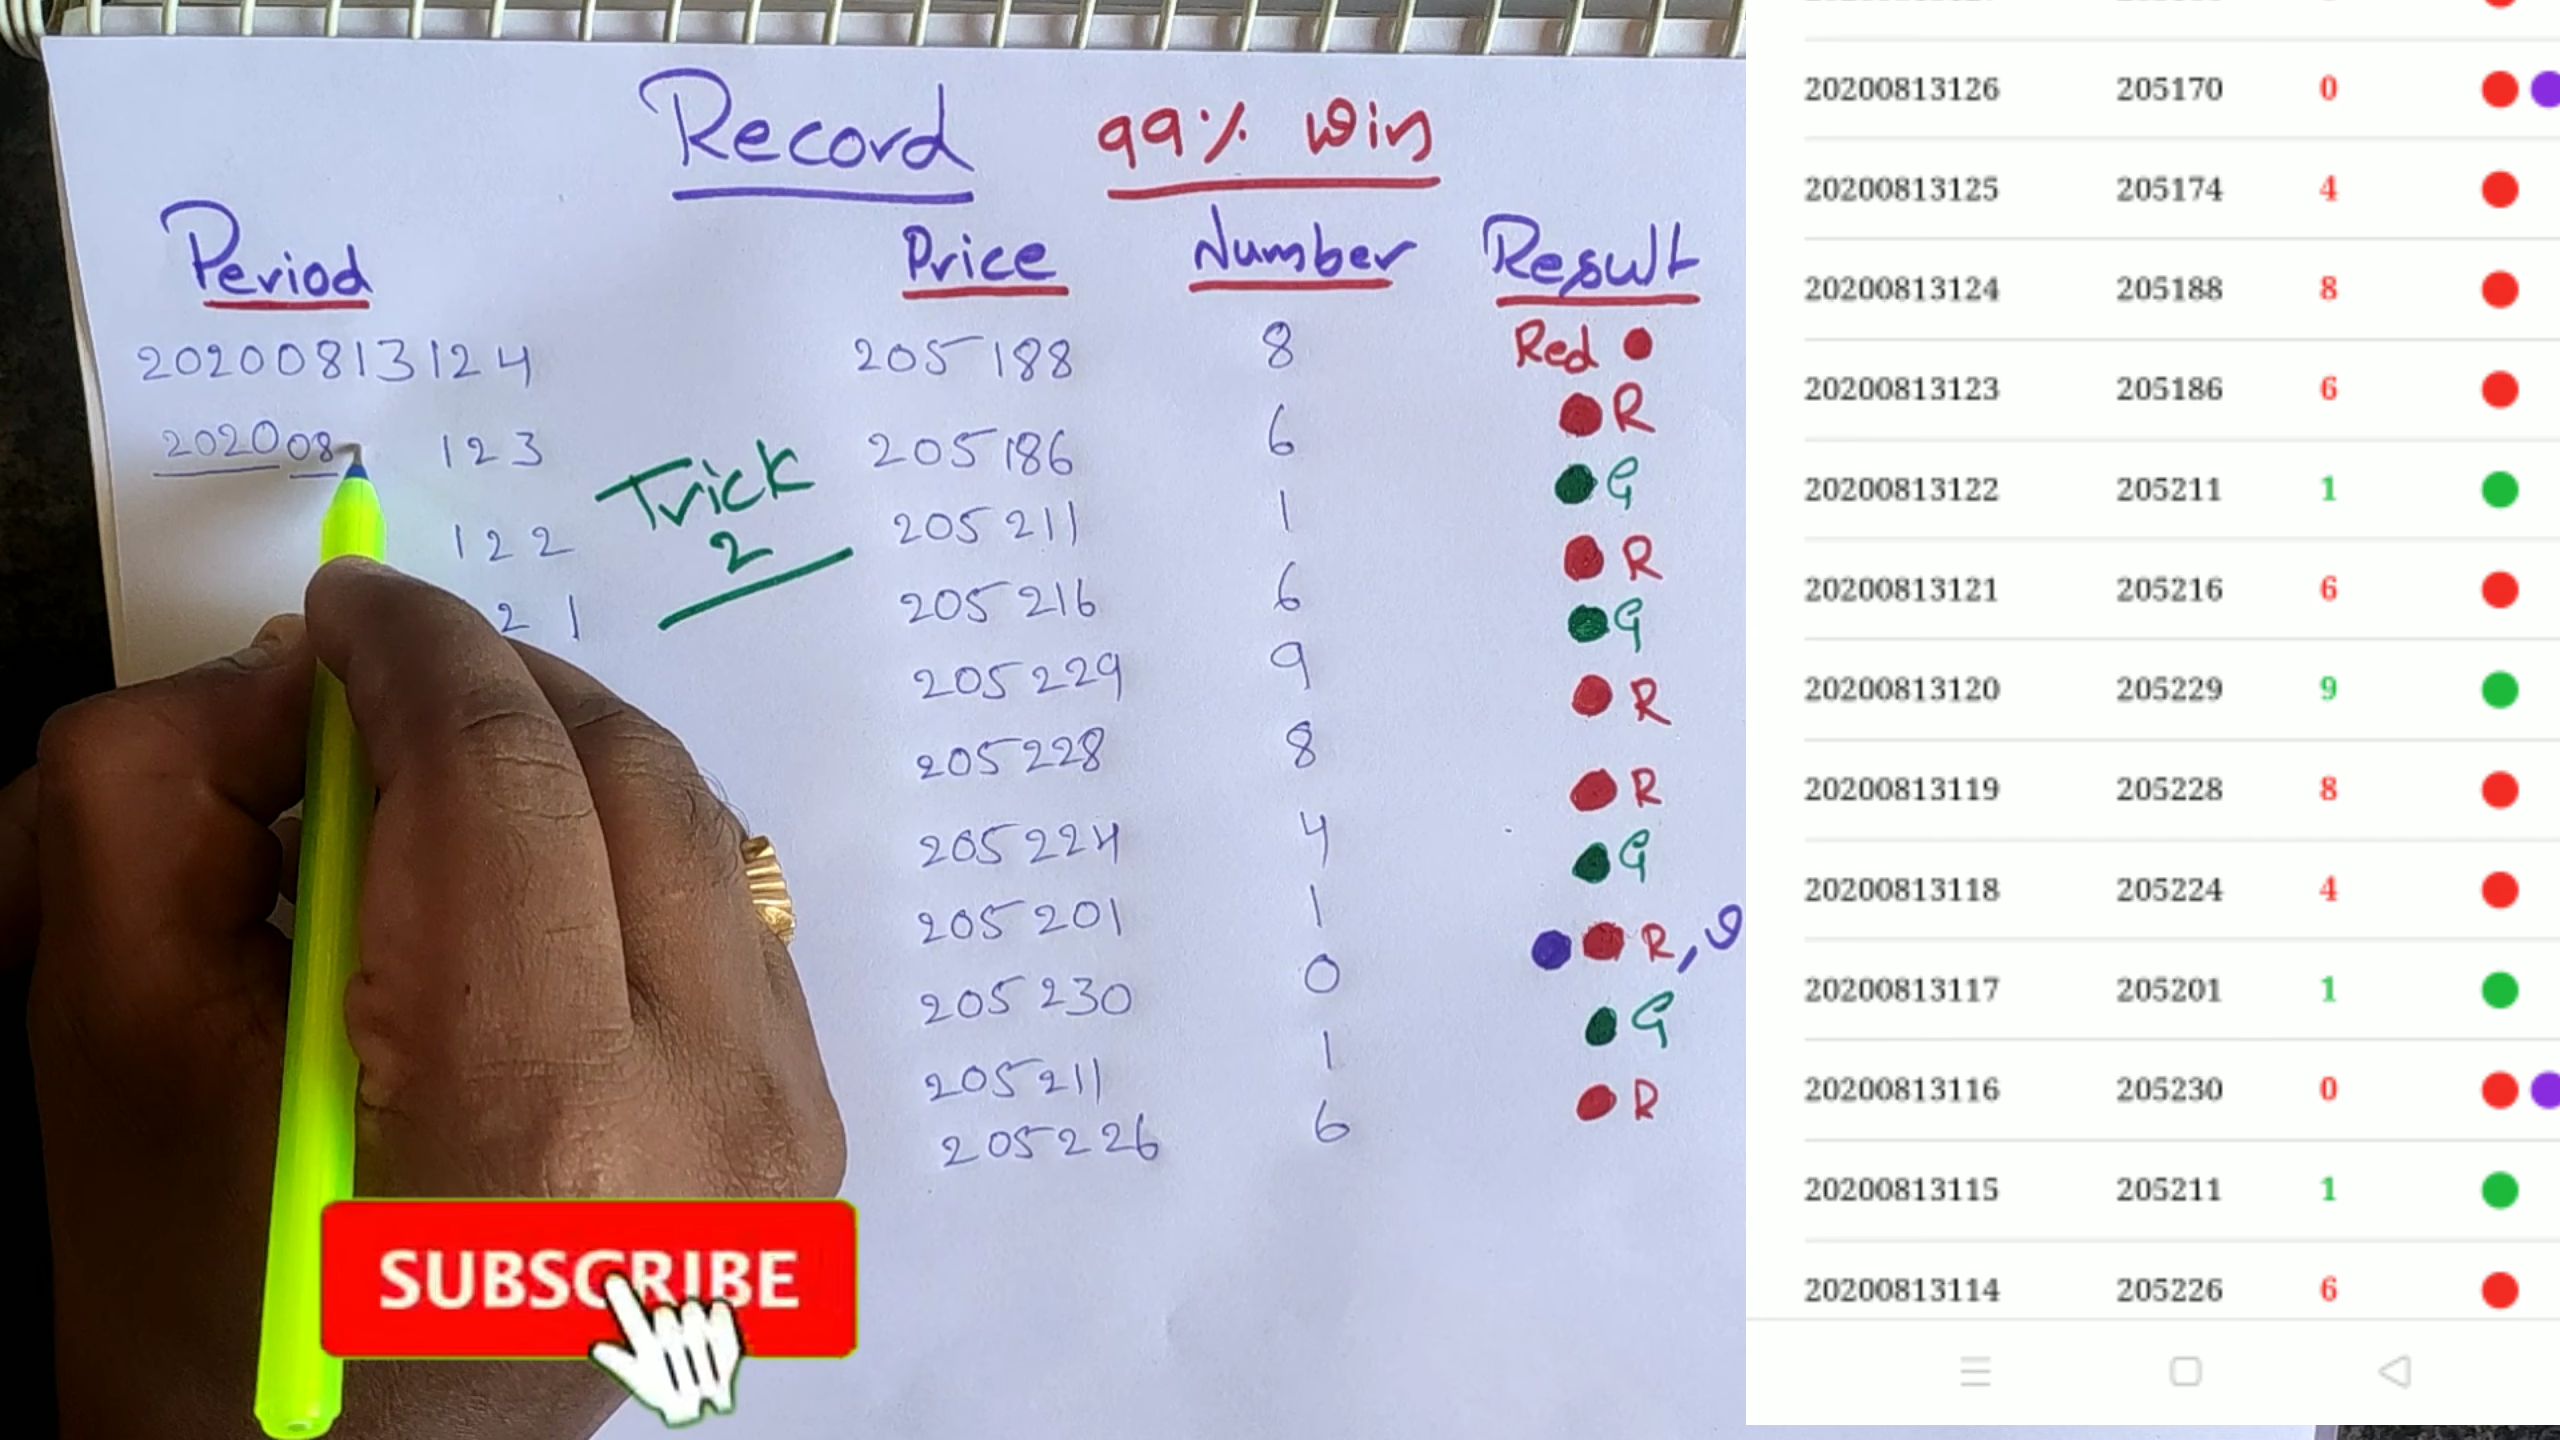 Record 99% Win
Period Price Number Result
20200813124 205188 8 Red
202008 123 205186 6 R
122 205211 1 G
21 205216 6 R
205229 9 G
205228 8 R
205224 4 R
205201 1 G
205230 0 R,
205211 1 G
205226 6 R
Trick
2
SUBSCRIBE
20200813126 205170 0
20200813125 205174 4
20200813124 205188 8
20200813123 205186 6
20200813122 205211 1
20200813121 205216 6
20200813120 205229 9
20200813119 205228 8
20200813118 205224 4
20200813117 205201 1
20200813116 205230 0
20200813115 205211 1
20200813114 205226 6